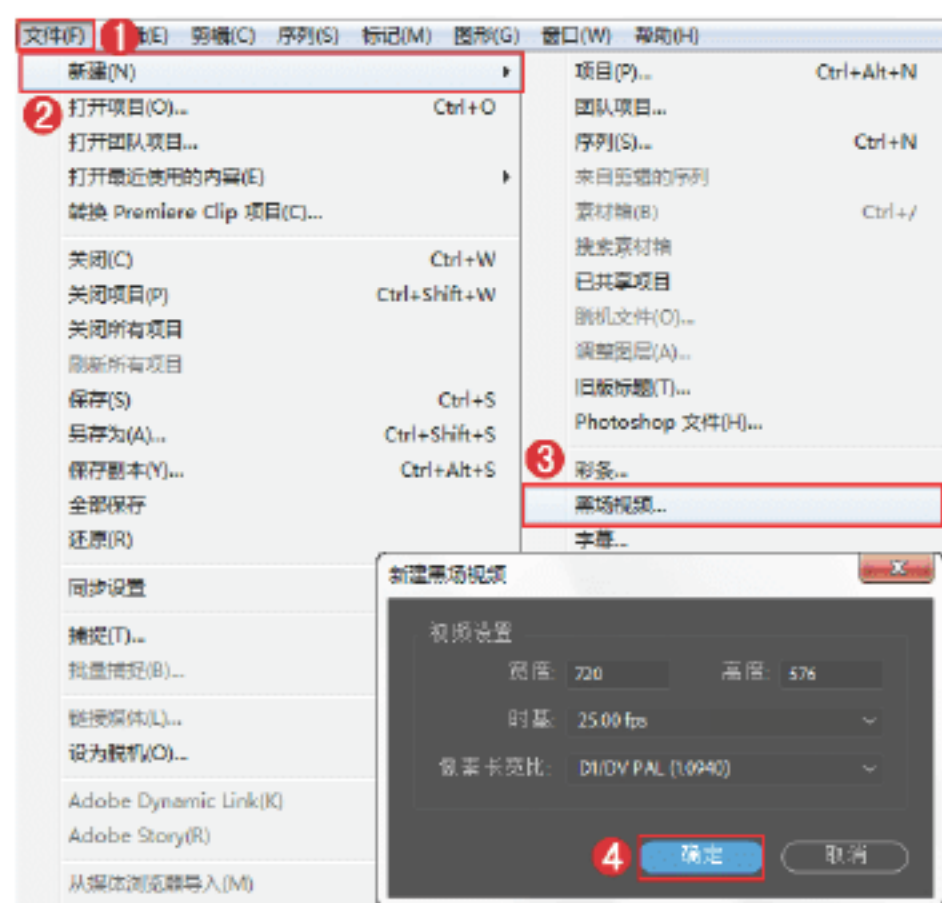 文件(F) 1 (E) 剪辑(C) 序列(S) 标记(M) 图形(G) 窗口(W) 帮助(H)
新建(N)
2 打开项目(O)... Ctrl+O
打开团队项目...
打开最近使用的内容(E)
转换 Premiere Clip 项目(C)...
关闭(C) Ctrl+W
关闭项目(P) Ctrl+Shift+W
关闭所有项目
刷新所有项目
保存(S) Ctrl+S
另存为(A)... Ctrl+Shift+S
保存副本(Y)... Ctrl+Alt+S
全部保存
还原(R)
同步设置
捕捉(T)...
批量捕捉(B)...
链接媒体(L)...
设为脱机(O)...
Adobe Dynamic Link(K)
Adobe Story(R)
从媒体浏览器导入(M)
项目(P)... Ctrl+Alt+N
团队项目...
序列(S)... Ctrl+N
来自剪辑的序列
素材箱(B) Ctrl+/
搜索素材箱
已共享项目
脱机文件(O)...
调整图层(A)...
旧版标题(T)...
Photoshop 文件(H)...
3 彩条...
黑场视频...
字幕...
新建黑场视频
视频设置
宽度: 720 高度: 576
时基: 25.00 fps
像素长宽比: D1/DV PAL (1.0940)
4 确定 取消